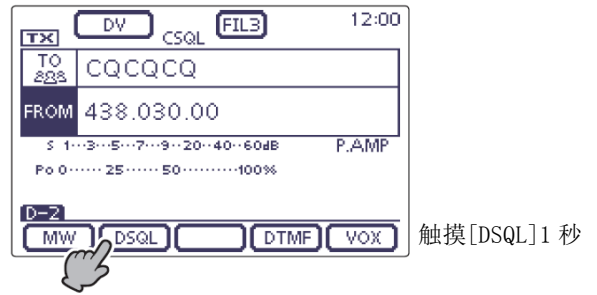 DV FIL3 12:00
TX CSQL
TO CQCQCQ
FROM 438.030.00
S 1···3···5···7···9··20··40··60dB P.AMP
Po 0······25······50··········100%
D-2
MW DSQL DTMF VOX
触摸[DSQL]1 秒